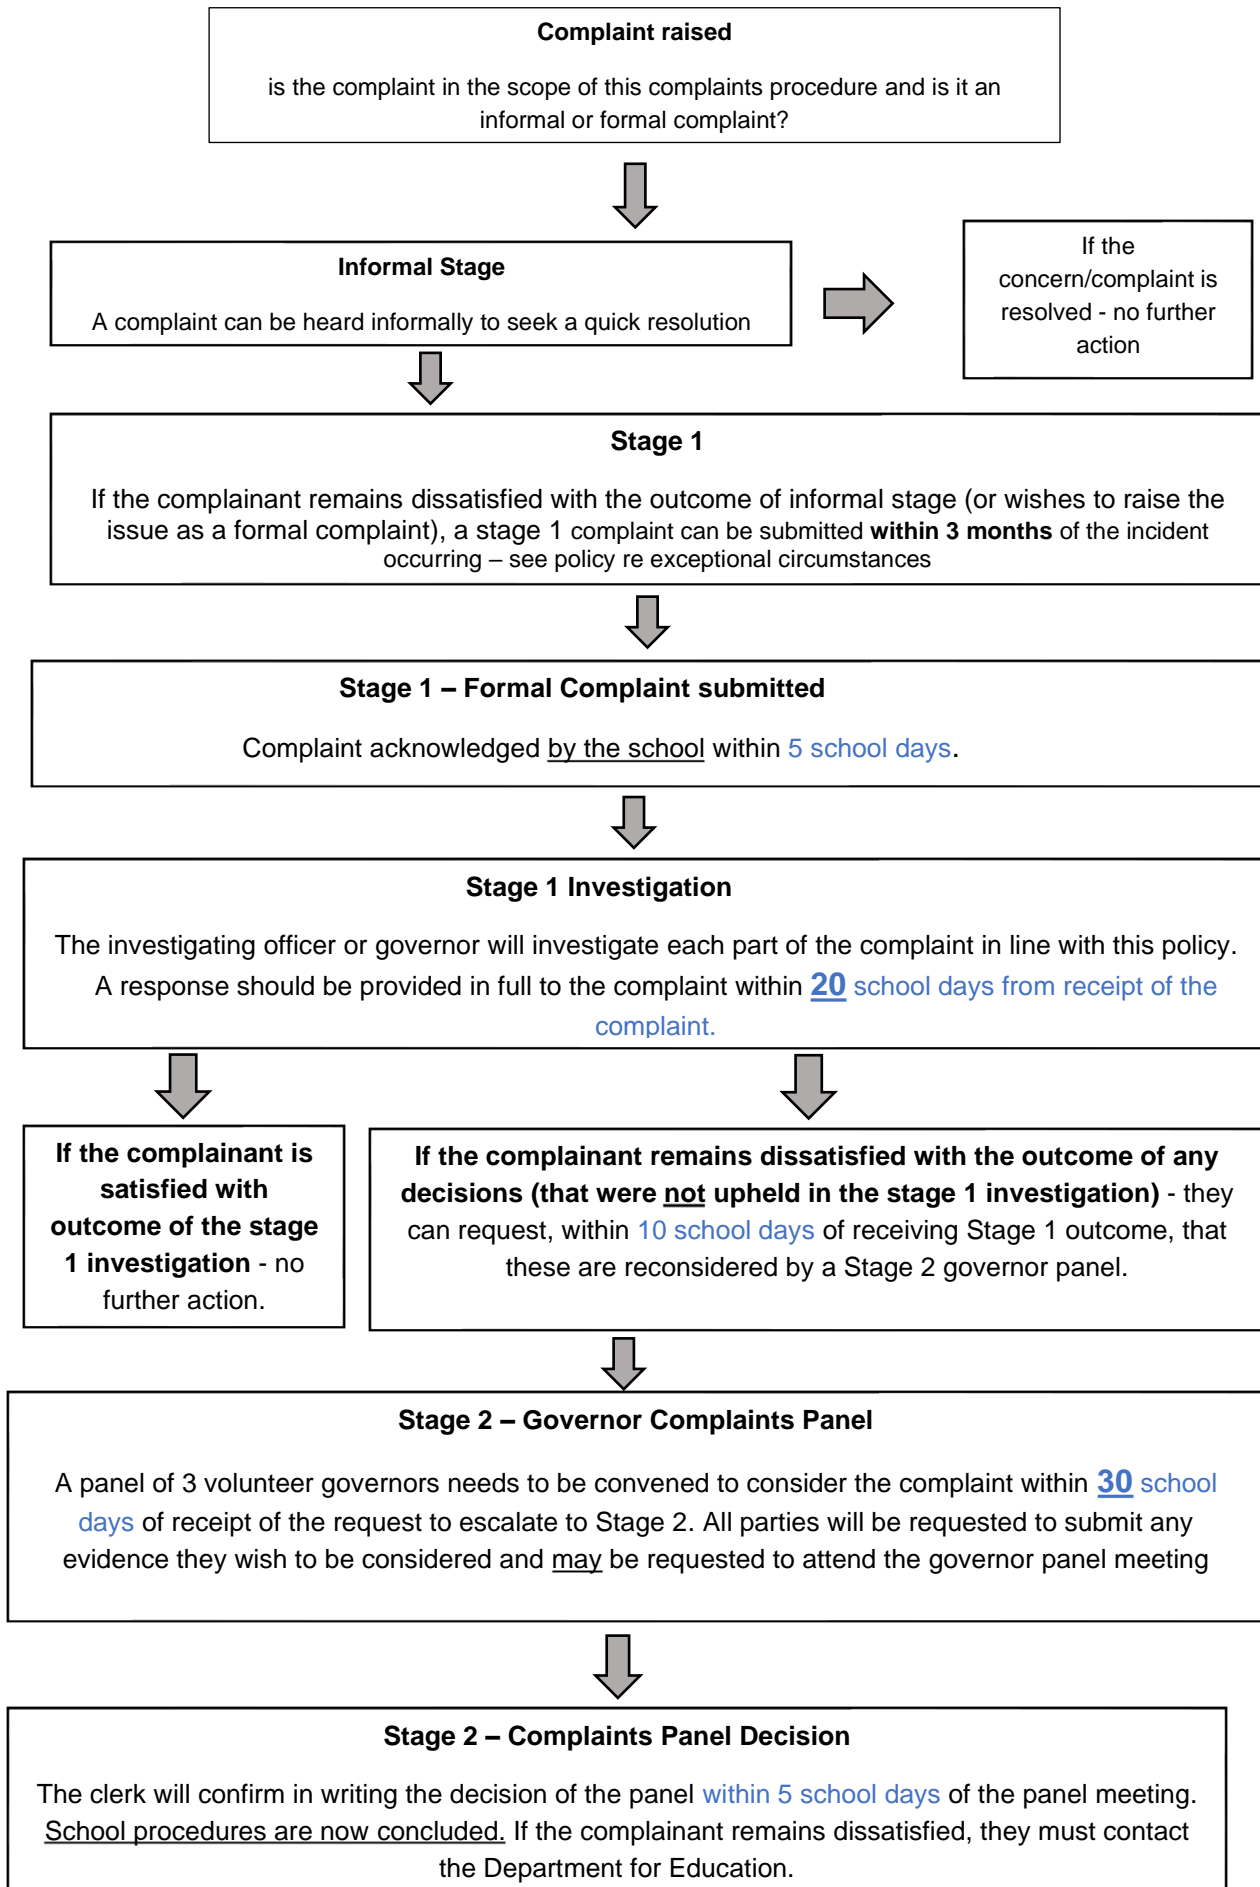 Complaint raised
is the complaint in the scope of this complaints procedure and is it an
informal or formal complaint?
Informal Stage
A complaint can be heard informally to seek a quick resolution
If the
concern/complaint is
resolved - no further
action
Stage 1
If the complainant remains dissatisfied with the outcome of informal stage (or wishes to raise the
issue as a formal complaint), a stage 1 complaint can be submitted within 3 months of the incident
occurring – see policy re exceptional circumstances
Stage 1 – Formal Complaint submitted
Complaint acknowledged by the school within 5 school days.
Stage 1 Investigation
The investigating officer or governor will investigate each part of the complaint in line with this policy.
A response should be provided in full to the complaint within 20 school days from receipt of the
complaint.
If the complainant is
satisfied with
outcome of the stage
1 investigation - no
further action.
If the complainant remains dissatisfied with the outcome of any
decisions (that were not upheld in the stage 1 investigation) - they
can request, within 10 school days of receiving Stage 1 outcome, that
these are reconsidered by a Stage 2 governor panel.
Stage 2 – Governor Complaints Panel
A panel of 3 volunteer governors needs to be convened to consider the complaint within 30 school
days of receipt of the request to escalate to Stage 2. All parties will be requested to submit any
evidence they wish to be considered and may be requested to attend the governor panel meeting
Stage 2 – Complaints Panel Decision
The clerk will confirm in writing the decision of the panel within 5 school days of the panel meeting.
School procedures are now concluded. If the complainant remains dissatisfied, they must contact
the Department for Education.